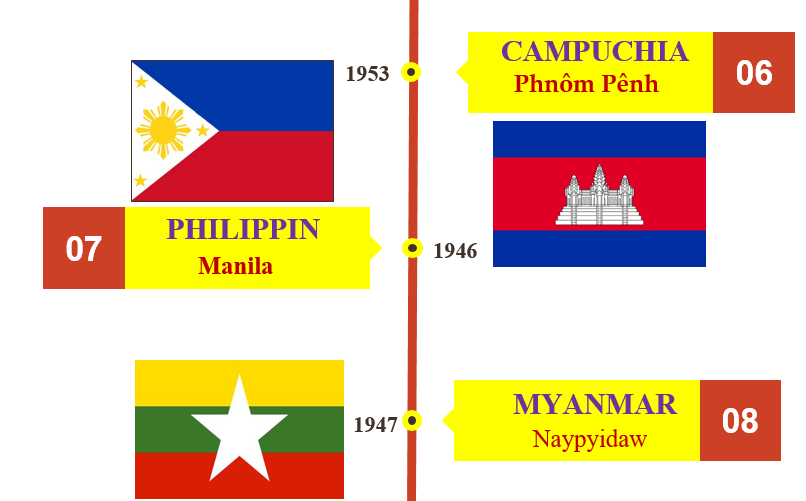 1953
CAMPUCHIA
Phnôm Pênh
06
07
PHILIPPIN
Manila
1946
1947
MYANMAR
Naypyidaw
08